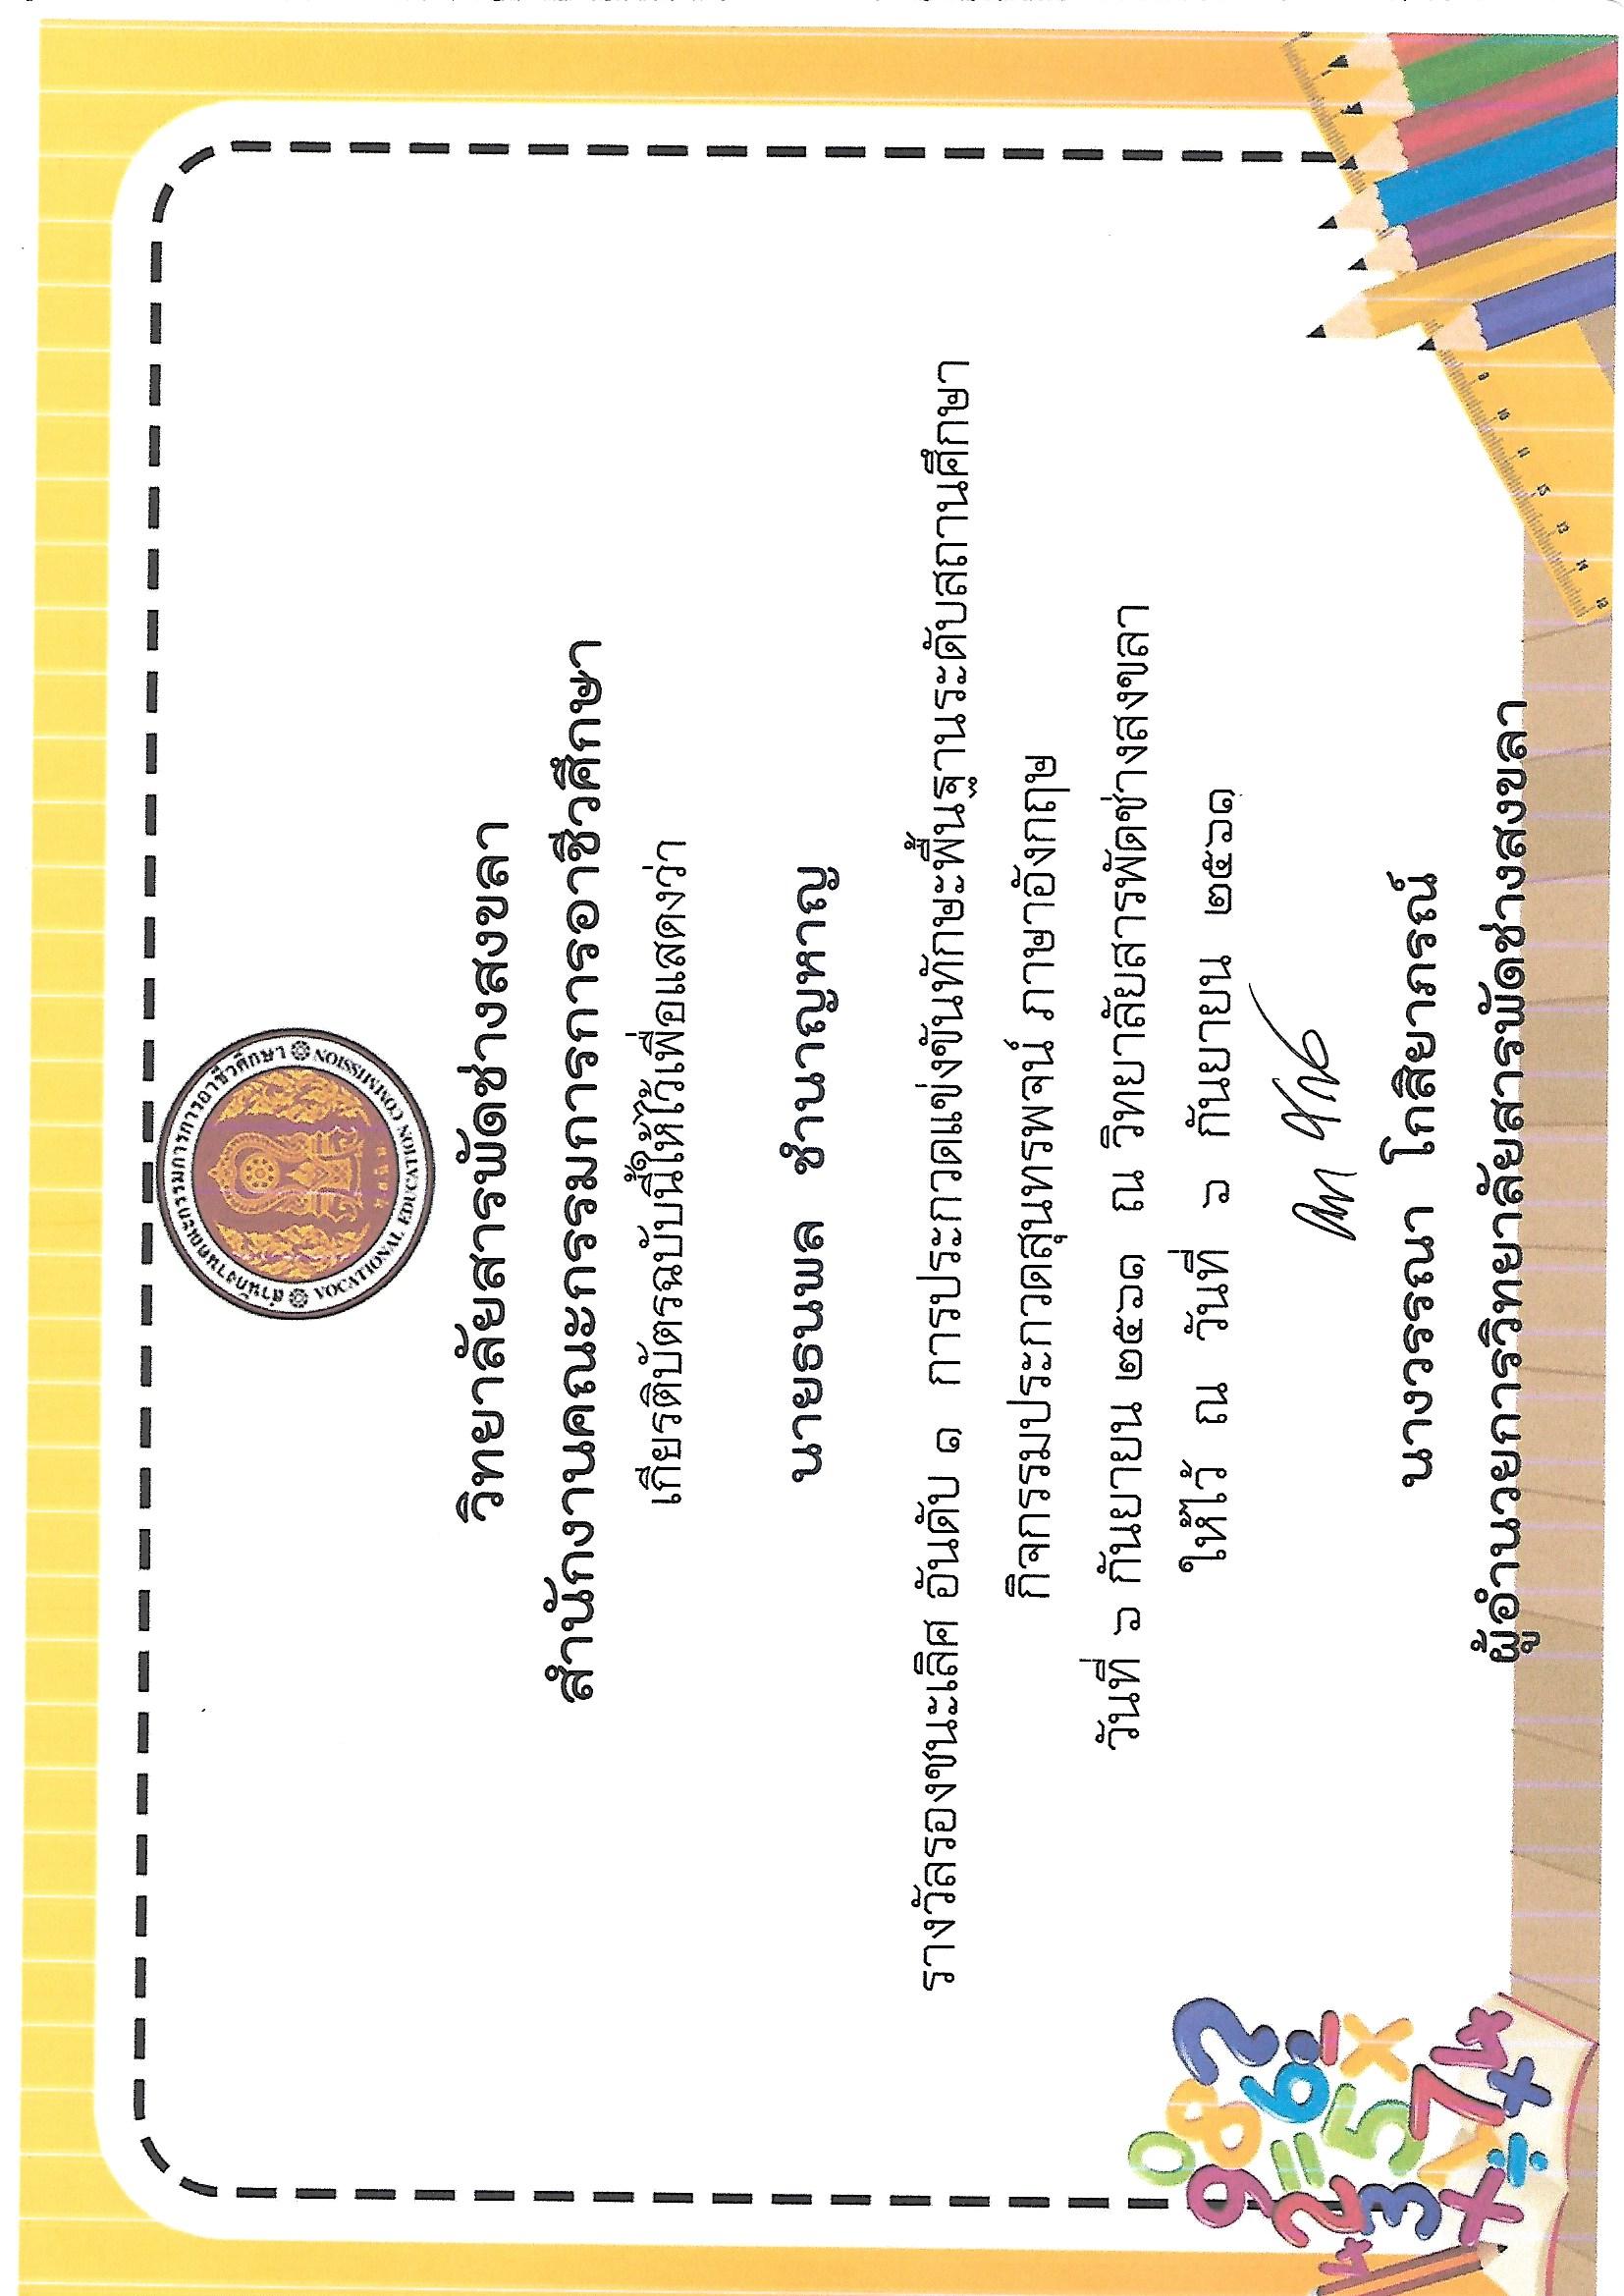 สำนักงานคณะกรรมการการอาชีวศึกษา
VOCATIONAL EDUCATION COMMISSION
วิทยาลัยสารพัดช่างสงขลา
สำนักงานคณะกรรมการการอาชีวศึกษา
เกียรติบัตรฉบับนี้ให้ไว้เพื่อแสดงว่า
นายธนพล ชำนาญหาญ
รางวัลรองชนะเลิศ อันดับ ๑ การประกวดแข่งขันทักษะพื้นฐานระดับสถานศึกษา
กิจกรรมประกวดสุนทรพจน์ ภาษาอังกฤษ
วันที่ ๖ กันยายน ๒๕๖๑ ณ วิทยาลัยสารพัดช่างสงขลา
ให้ไว้ ณ วันที่ ๖ กันยายน ๒๕๖๑
นางวรรณา โกสิยาภรณ์
ผู้อำนวยการวิทยาลัยสารพัดช่างสงขลา